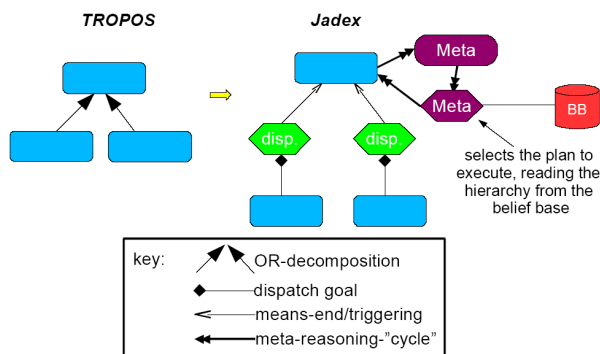 TROPOS
Jadex
Meta
Meta
BB
disp.
disp.
selects the plan to
execute, reading the
hierarchy from the
belief base
key:
OR-decomposition
dispatch goal
means-end/triggering
meta-reasoning-"cycle"